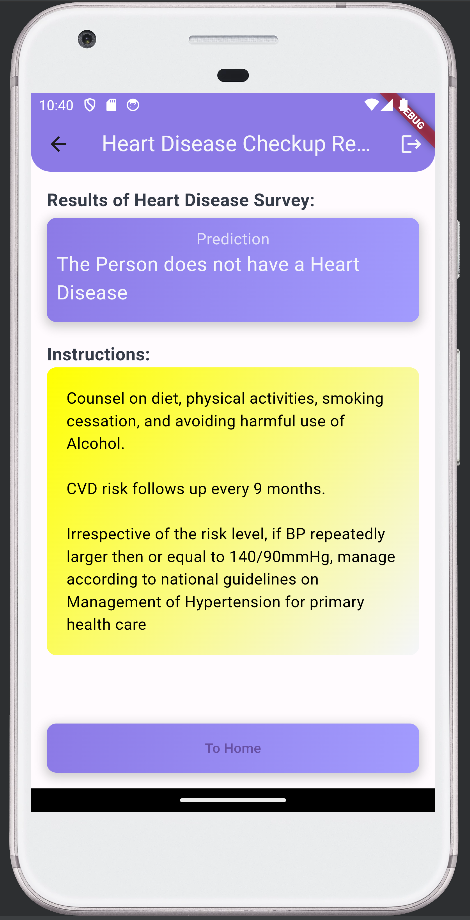 10:40
DEBUG
Heart Disease Checkup Re...
Results of Heart Disease Survey:
Prediction
The Person does not have a Heart
Disease
Instructions:
Counsel on diet, physical activities, smoking
cessation, and avoiding harmful use of
Alcohol.
CVD risk follows up every 9 months.
Irrespective of the risk level, if BP repeatedly
larger then or equal to 140/90mmHg, manage
according to national guidelines on
Management of Hypertension for primary
health care
To Home